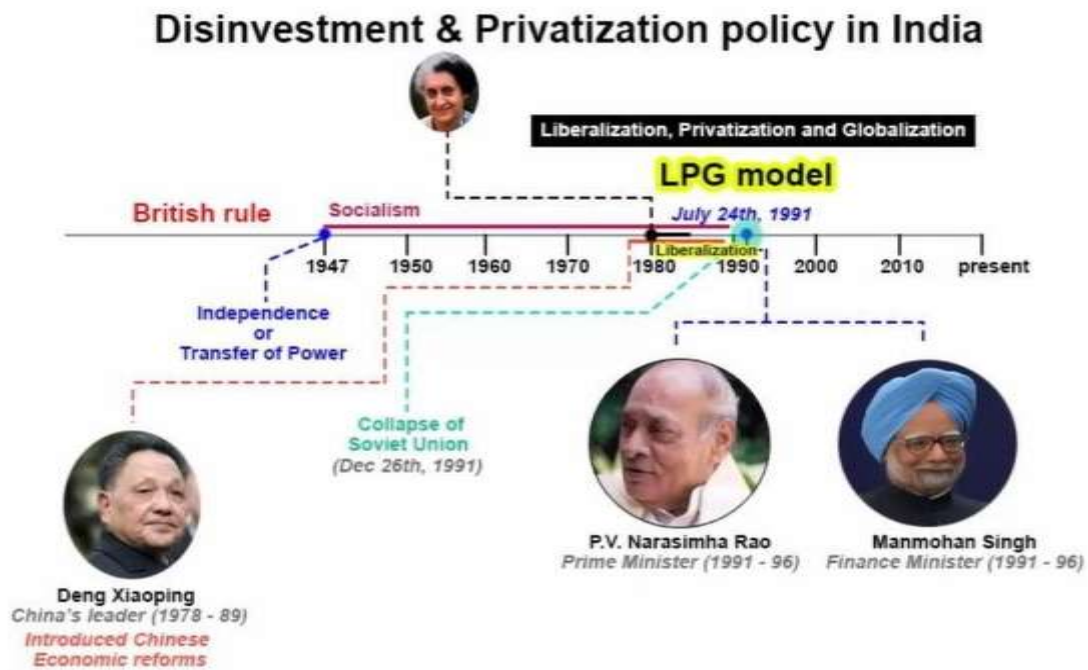 Disinvestment & Privatization policy in India
Liberalization, Privatization and Globalization
LPG model
British rule
Socialism
July 24th, 1991
Liberalization
1947
1950
1960
1970
1980
1990
2000
2010
present
Independence
or
Transfer of Power
Collapse of
Soviet Union
(Dec 26th, 1991)
P.V. Narasimha Rao
Prime Minister (1991 - 96)
Manmohan Singh
Finance Minister (1991 - 96)
Deng Xiaoping
China's leader (1978 - 89)
Introduced Chinese
Economic reforms